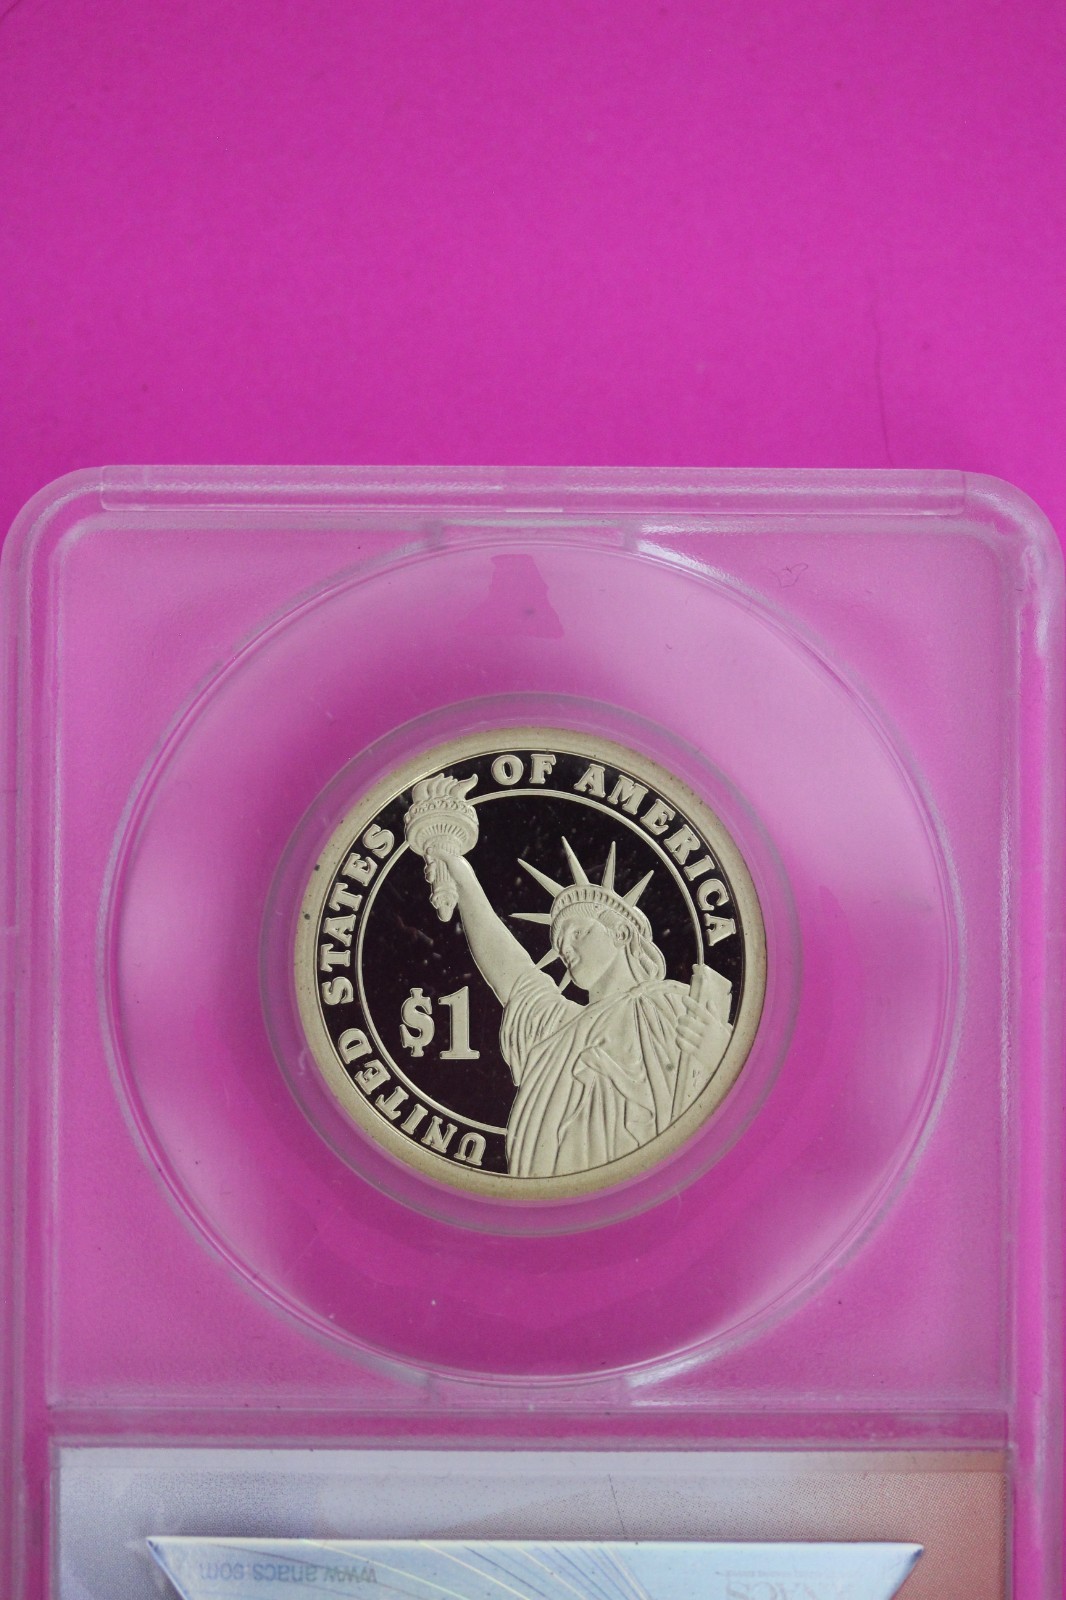 UNITED STATES OF AMERICA
$1
www.anacs.com